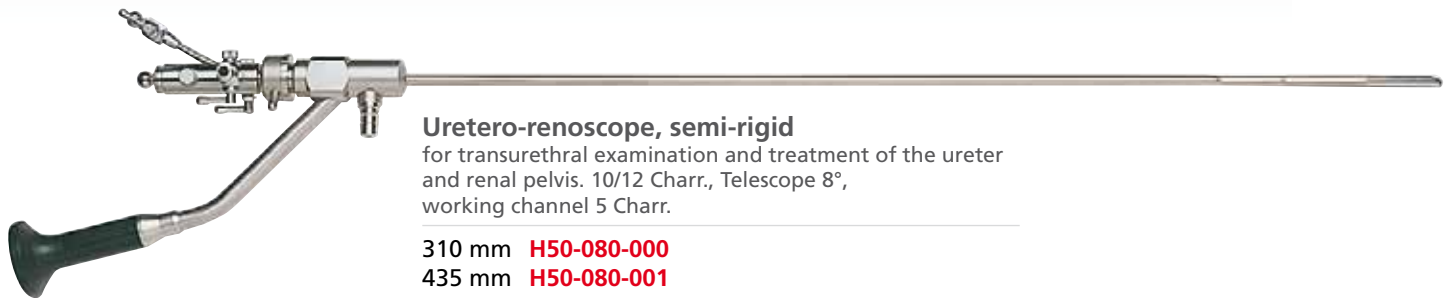 Uretero-renoscope, semi-rigid
for transurethral examination and treatment of the ureter
and renal pelvis. 10/12 Charr., Telescope 8°,
working channel 5 Charr.
310 mm H50-080-000
435 mm H50-080-001